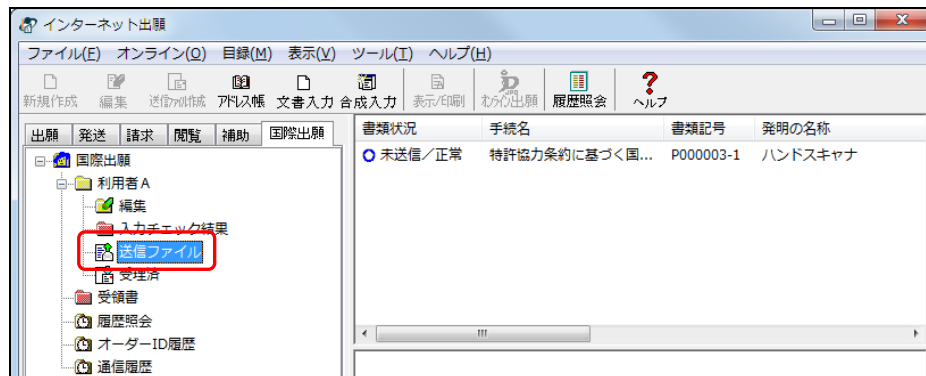 インターネット出願
ファイル(F) オンライン(O) 目録(M) 表示(V) ツール(T) ヘルプ(H)
新規作成 編集 送信ファイル作成 アドレス帳 文書入力 合成入力 表示/印刷 オンライン出願 履歴照会 ヘルプ
出願 発送 請求 閲覧 補助 国際出願
国際出願
利用者A
編集
入力チェック結果
送信ファイル
受理済
受領書
履歴照会
オーダーID履歴
通信履歴
書類状況 手続名 書類記号 発明の名称
未送信/正常 特許協力条約に基づく国... P000003-1 ハンドスキャナ